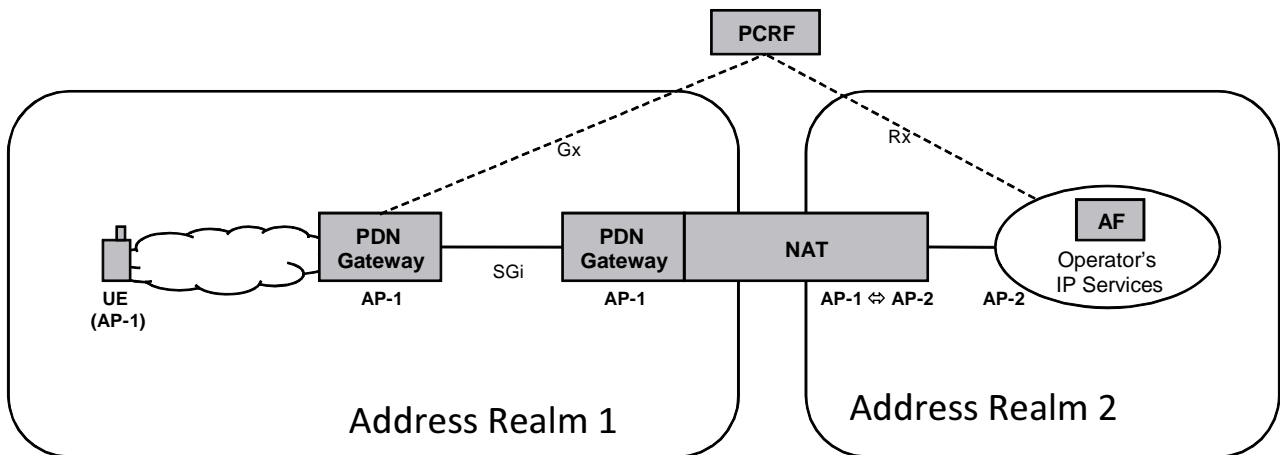 PCRF
Gx
Rx
PDN
Gateway
SGi
PDN
Gateway
NAT
AF
Operator's
IP Services
UE
(AP-1)
AP-1
AP-1
AP-1 ⇔ AP-2
AP-2
Address Realm 1
Address Realm 2